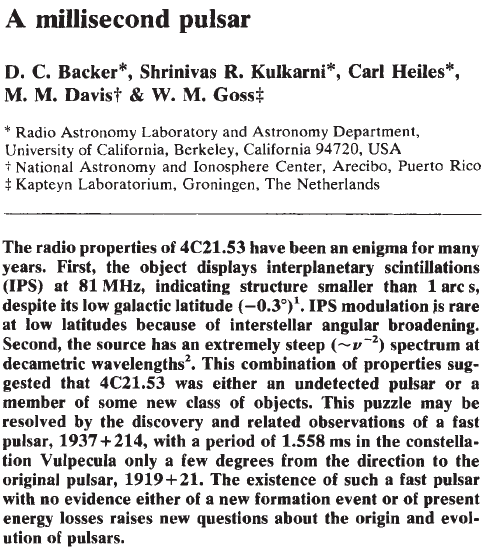 A millisecond pulsar
D. C. Backer*, Shrinivas R. Kulkarni*, Carl Heiles*,
M. M. Davis† & W. M. Goss‡
* Radio Astronomy Laboratory and Astronomy Department,
University of California, Berkeley, California 94720, USA
† National Astronomy and Ionosphere Center, Arecibo, Puerto Rico
‡ Kapteyn Laboratorium, Groningen, The Netherlands
The radio properties of 4C21.53 have been an enigma for many
years. First, the object displays interplanetary scintillations
(IPS) at 81 MHz, indicating structure smaller than 1 arc s,
despite its low galactic latitude (−0.3°)¹. IPS modulation is rare
at low latitudes because of interstellar angular broadening.
Second, the source has an extremely steep (~ν⁻²) spectrum at
decametric wavelengths². This combination of properties sug-
gested that 4C21.53 was either an undetected pulsar or a
member of some new class of objects. This puzzle may be
resolved by the discovery and related observations of a fast
pulsar, 1937+214, with a period of 1.558 ms in the constella-
tion Vulpecula only a few degrees from the direction to the
original pulsar, 1919+21. The existence of such a fast pulsar
with no evidence either of a new formation event or of present
energy losses raises new questions about the origin and evol-
ution of pulsars.